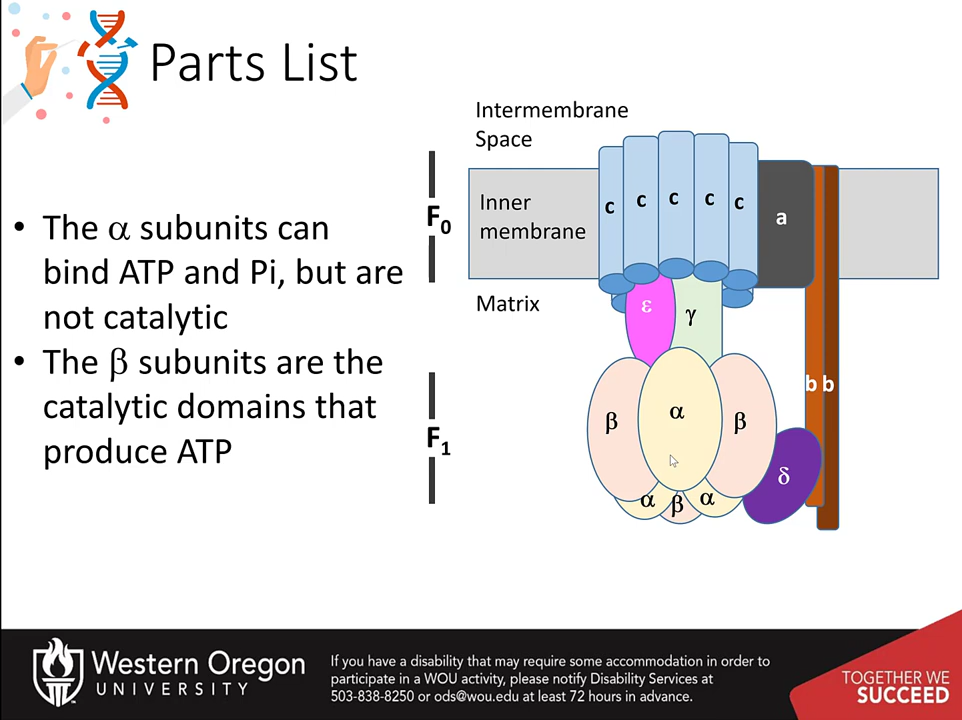 Parts List
• The α subunits can
bind ATP and Pi, but are
not catalytic
• The β subunits are the
catalytic domains that
produce ATP
F₀
F₁
Intermembrane
Space
Inner
membrane
Matrix
c c c c c
a
ε
γ
b b
β α β
δ
α β α
Western Oregon
UNIVERSITY
If you have a disability that may require some accommodation in order to
participate in a WOU activity, please notify Disability Services at
503-838-8250 or ods@wou.edu at least 72 hours in advance.
TOGETHER WE
SUCCEED